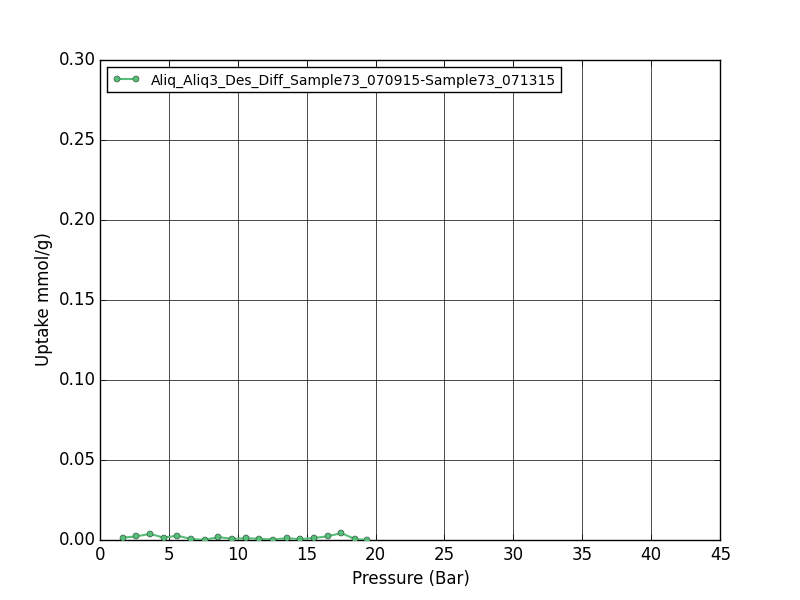 0.30
Aliq_Aliq3_Des_Diff_Sample73_070915-Sample73_071315
0.25
0.20
Uptake mmol/g)
0.15
0.10
0.05
0.00
0 5 10 15 20 25 30 35 40 45
Pressure (Bar)